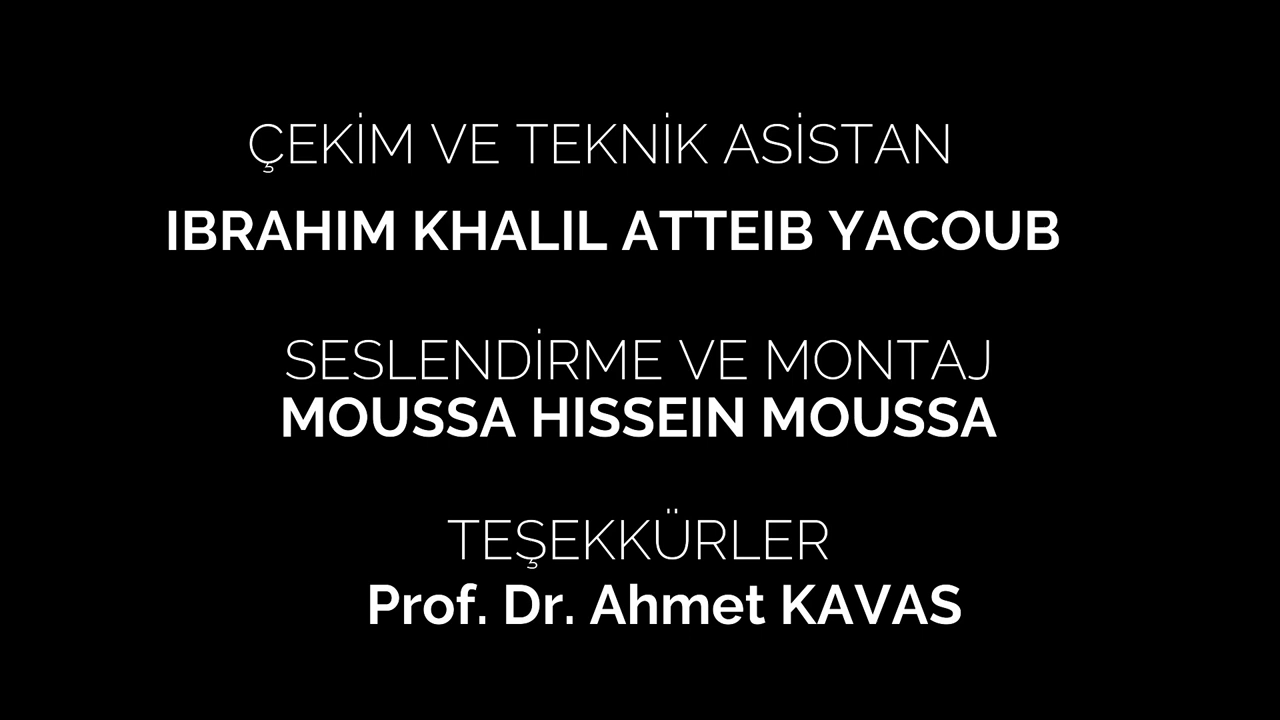 ÇEKİM VE TEKNİK ASİSTAN
IBRAHIM KHALIL ATTEIB YACOUB
SESLENDİRME VE MONTAJ
MOUSSA HISSEIN MOUSSA
TEŞEKKÜRLER
Prof. Dr. Ahmet KAVAS